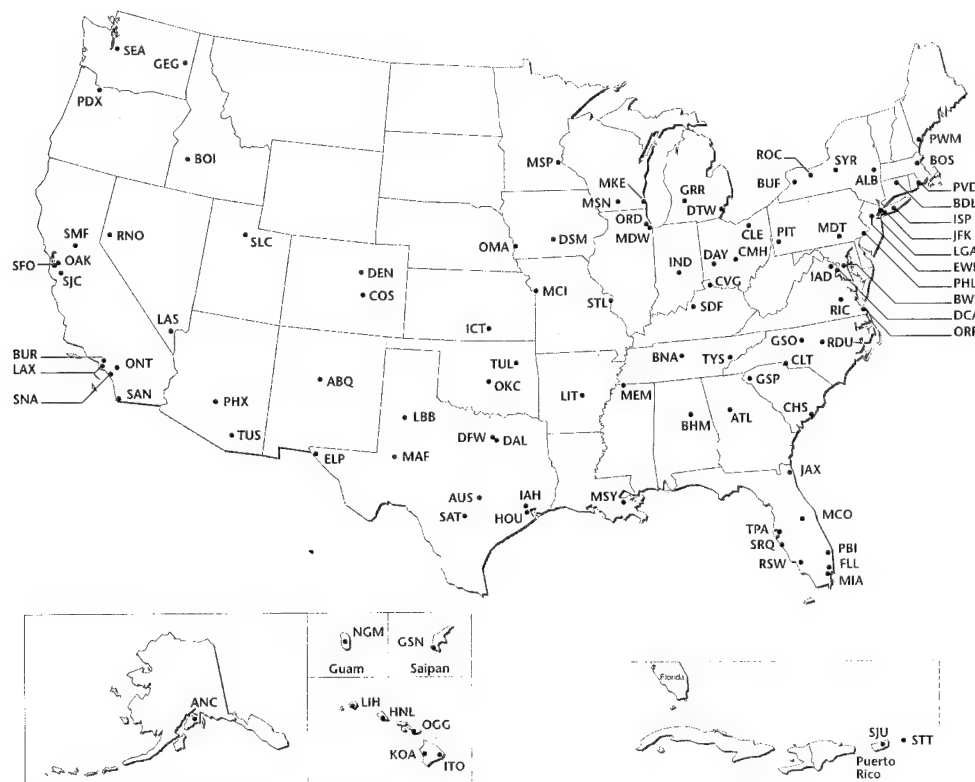 SEA
GEG
PDX
BOI
PWM
ROC
SYR
BOS
MSP
BUF
ALB
PVD
MKE
GRR
BDL
MSN
DTW
ISP
ORD
CLE
PIT
MDT
JFK
SMF
RNO
SLC
OMA
DSM
MDW
LGA
SFO
OAK
IND
DAY
CMH
EWR
SJC
DEN
IAD
PHL
COS
MCI
STL
CVG
BWI
SDF
RIC
DCA
LAS
ICT
ORF
BUR
BNA
TYS
GSO
RDU
LAX
ONT
TUL
CLT
SNA
SAN
ABQ
OKC
LIT
MEM
GSP
PHX
LBB
BHM
ATL
CHS
TUS
DFW
DAL
ELP
MAF
JAX
AUS
IAH
MSY
SAT
HOU
MCO
TPA
SRQ
PBI
RSW
FLL
MIA
NGM
GSN
Guam
Saipan
Florida
ANC
LIH
HNL
OGG
KOA
ITO
SJU
STT
Puerto
Rico